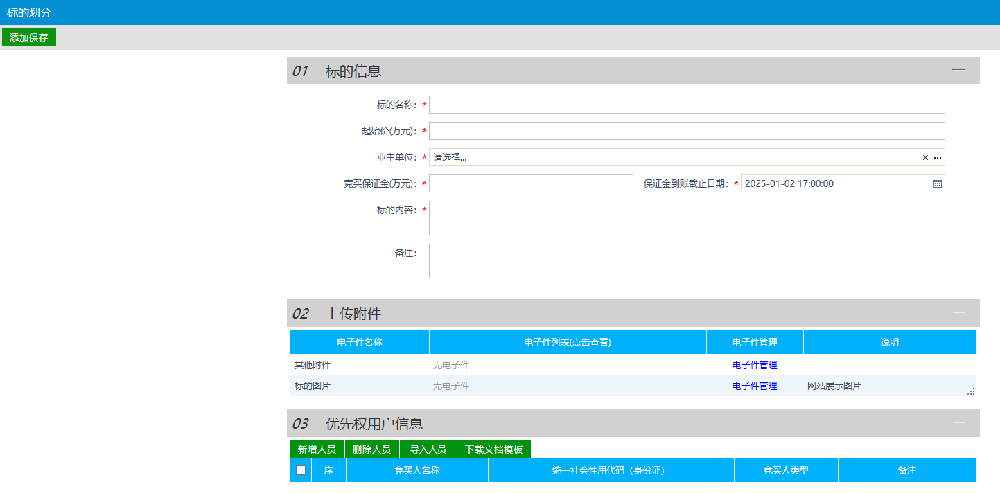 标的划分
添加保存
01 标的信息
标的名称：*
起始价(万元)：*
业主单位：* 请选择...
竞买保证金(万元)：* 保证金到账截止日期：* 2025-01-02 17:00:00
标的内容：*
备注：
02 上传附件
电子件名称 电子件列表(点击查看) 电子件管理 说明
其他附件 无电子件 电子件管理
标的图片 无电子件 电子件管理 网站展示图片
03 优先权用户信息
新增人员 删除人员 导入人员 下载文档模板
序 竞买人名称 统一社会性用代码（身份证） 竞买人类型 备注